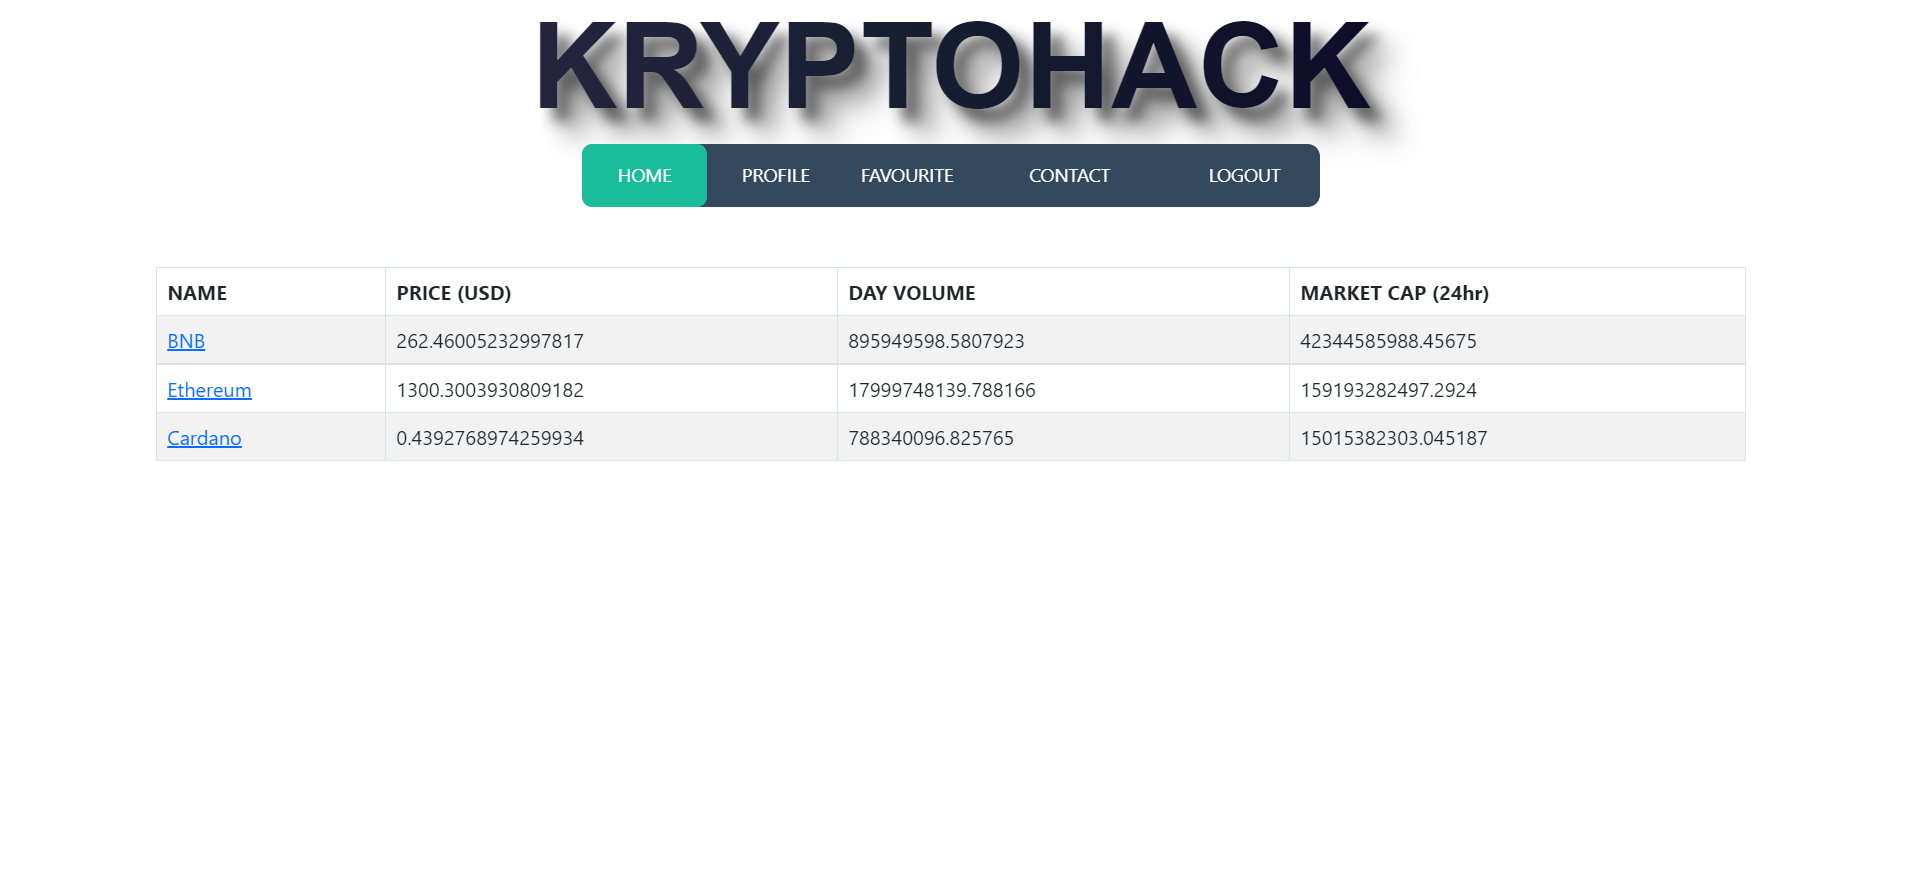 KRYPTOHACK
HOME PROFILE FAVOURITE CONTACT LOGOUT
NAME PRICE (USD) DAY VOLUME MARKET CAP (24hr)
BNB 262.46005232997817 895949598.5807923 42344585988.45675
Ethereum 1300.3003930809182 17999748139.788166 159193282497.2924
Cardano 0.4392768974259934 788340096.825765 15015382303.045187